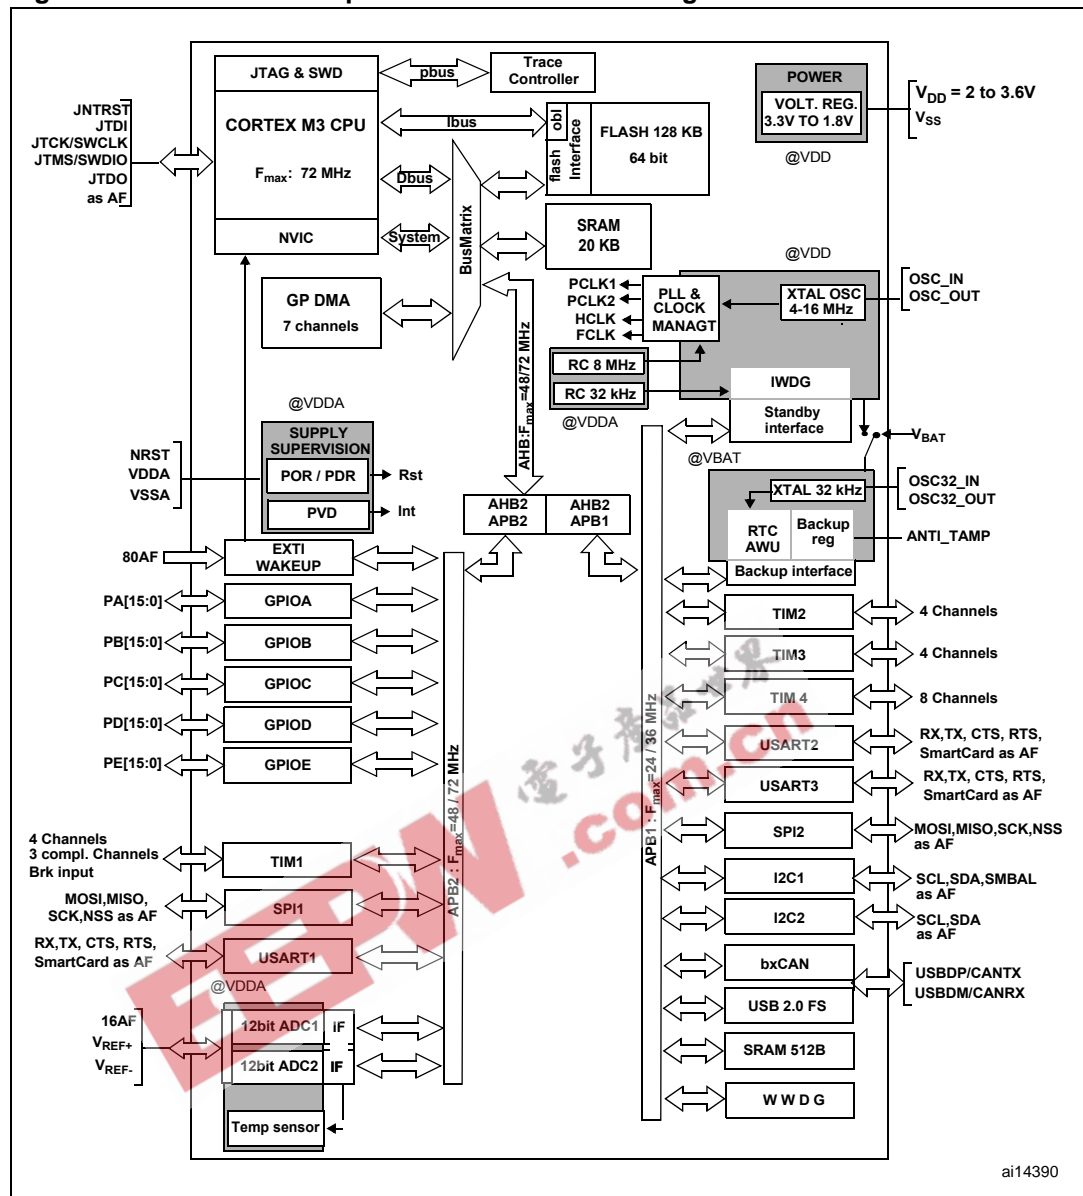 JTAG & SWD
pbus
Trace
Controller
POWER
VOLT. REG.
3.3V TO 1.8V
@VDD
VDD = 2 to 3.6V
VSS
JNTRST
JTDI
JTCK/SWCLK
JTMS/SWDIO
JTDO
as AF
CORTEX M3 CPU
Fmax: 72 MHz
NVIC
Ibus
Dbus
System
BusMatrix
flash
obl
Interface
FLASH 128 KB
64 bit
SRAM
20 KB
GP DMA
7 channels
PCLK1
PCLK2
HCLK
FCLK
PLL &
CLOCK
MANAGT
@VDD
XTAL OSC
4-16 MHz
OSC_IN
OSC_OUT
RC 8 MHz
RC 32 kHz
@VDDA
IWDG
Standby
interface
VBAT
@VBAT
AHB:Fmax=48/72 MHz
@VDDA
SUPPLY
SUPERVISION
POR / PDR
PVD
Rst
Int
NRST
VDDA
VSSA
AHB2
APB2
AHB2
APB1
XTAL 32 kHz
OSC32_IN
OSC32_OUT
RTC
AWU
Backup
reg
ANTI_TAMP
Backup interface
80AF
EXTI
WAKEUP
PA[15:0]
GPIOA
PB[15:0]
GPIOB
PC[15:0]
GPIOC
PD[15:0]
GPIOD
PE[15:0]
GPIOE
4 Channels
3 compl. Channels
Brk input
TIM1
MOSI,MISO,
SCK,NSS as AF
SPI1
RX,TX, CTS, RTS,
SmartCard as AF
USART1
@VDDA
16AF
VREF+
VREF-
12bit ADC1
IF
12bit ADC2
IF
Temp sensor
APB2 : Fmax=48 / 72 MHz
APB1 : Fmax=24 / 36 MHz
TIM2
4 Channels
TIM3
4 Channels
TIM 4
8 Channels
USART2
RX,TX, CTS, RTS,
SmartCard as AF
USART3
RX,TX, CTS, RTS,
SmartCard as AF
SPI2
MOSI,MISO,SCK,NSS
as AF
I2C1
SCL,SDA,SMBAL
as AF
I2C2
SCL,SDA
as AF
bxCAN
USBDP/CANTX
USBDM/CANRX
USB 2.0 FS
SRAM 512B
W W D G
EEPW
.com.cn
電子産品世界
ai14390